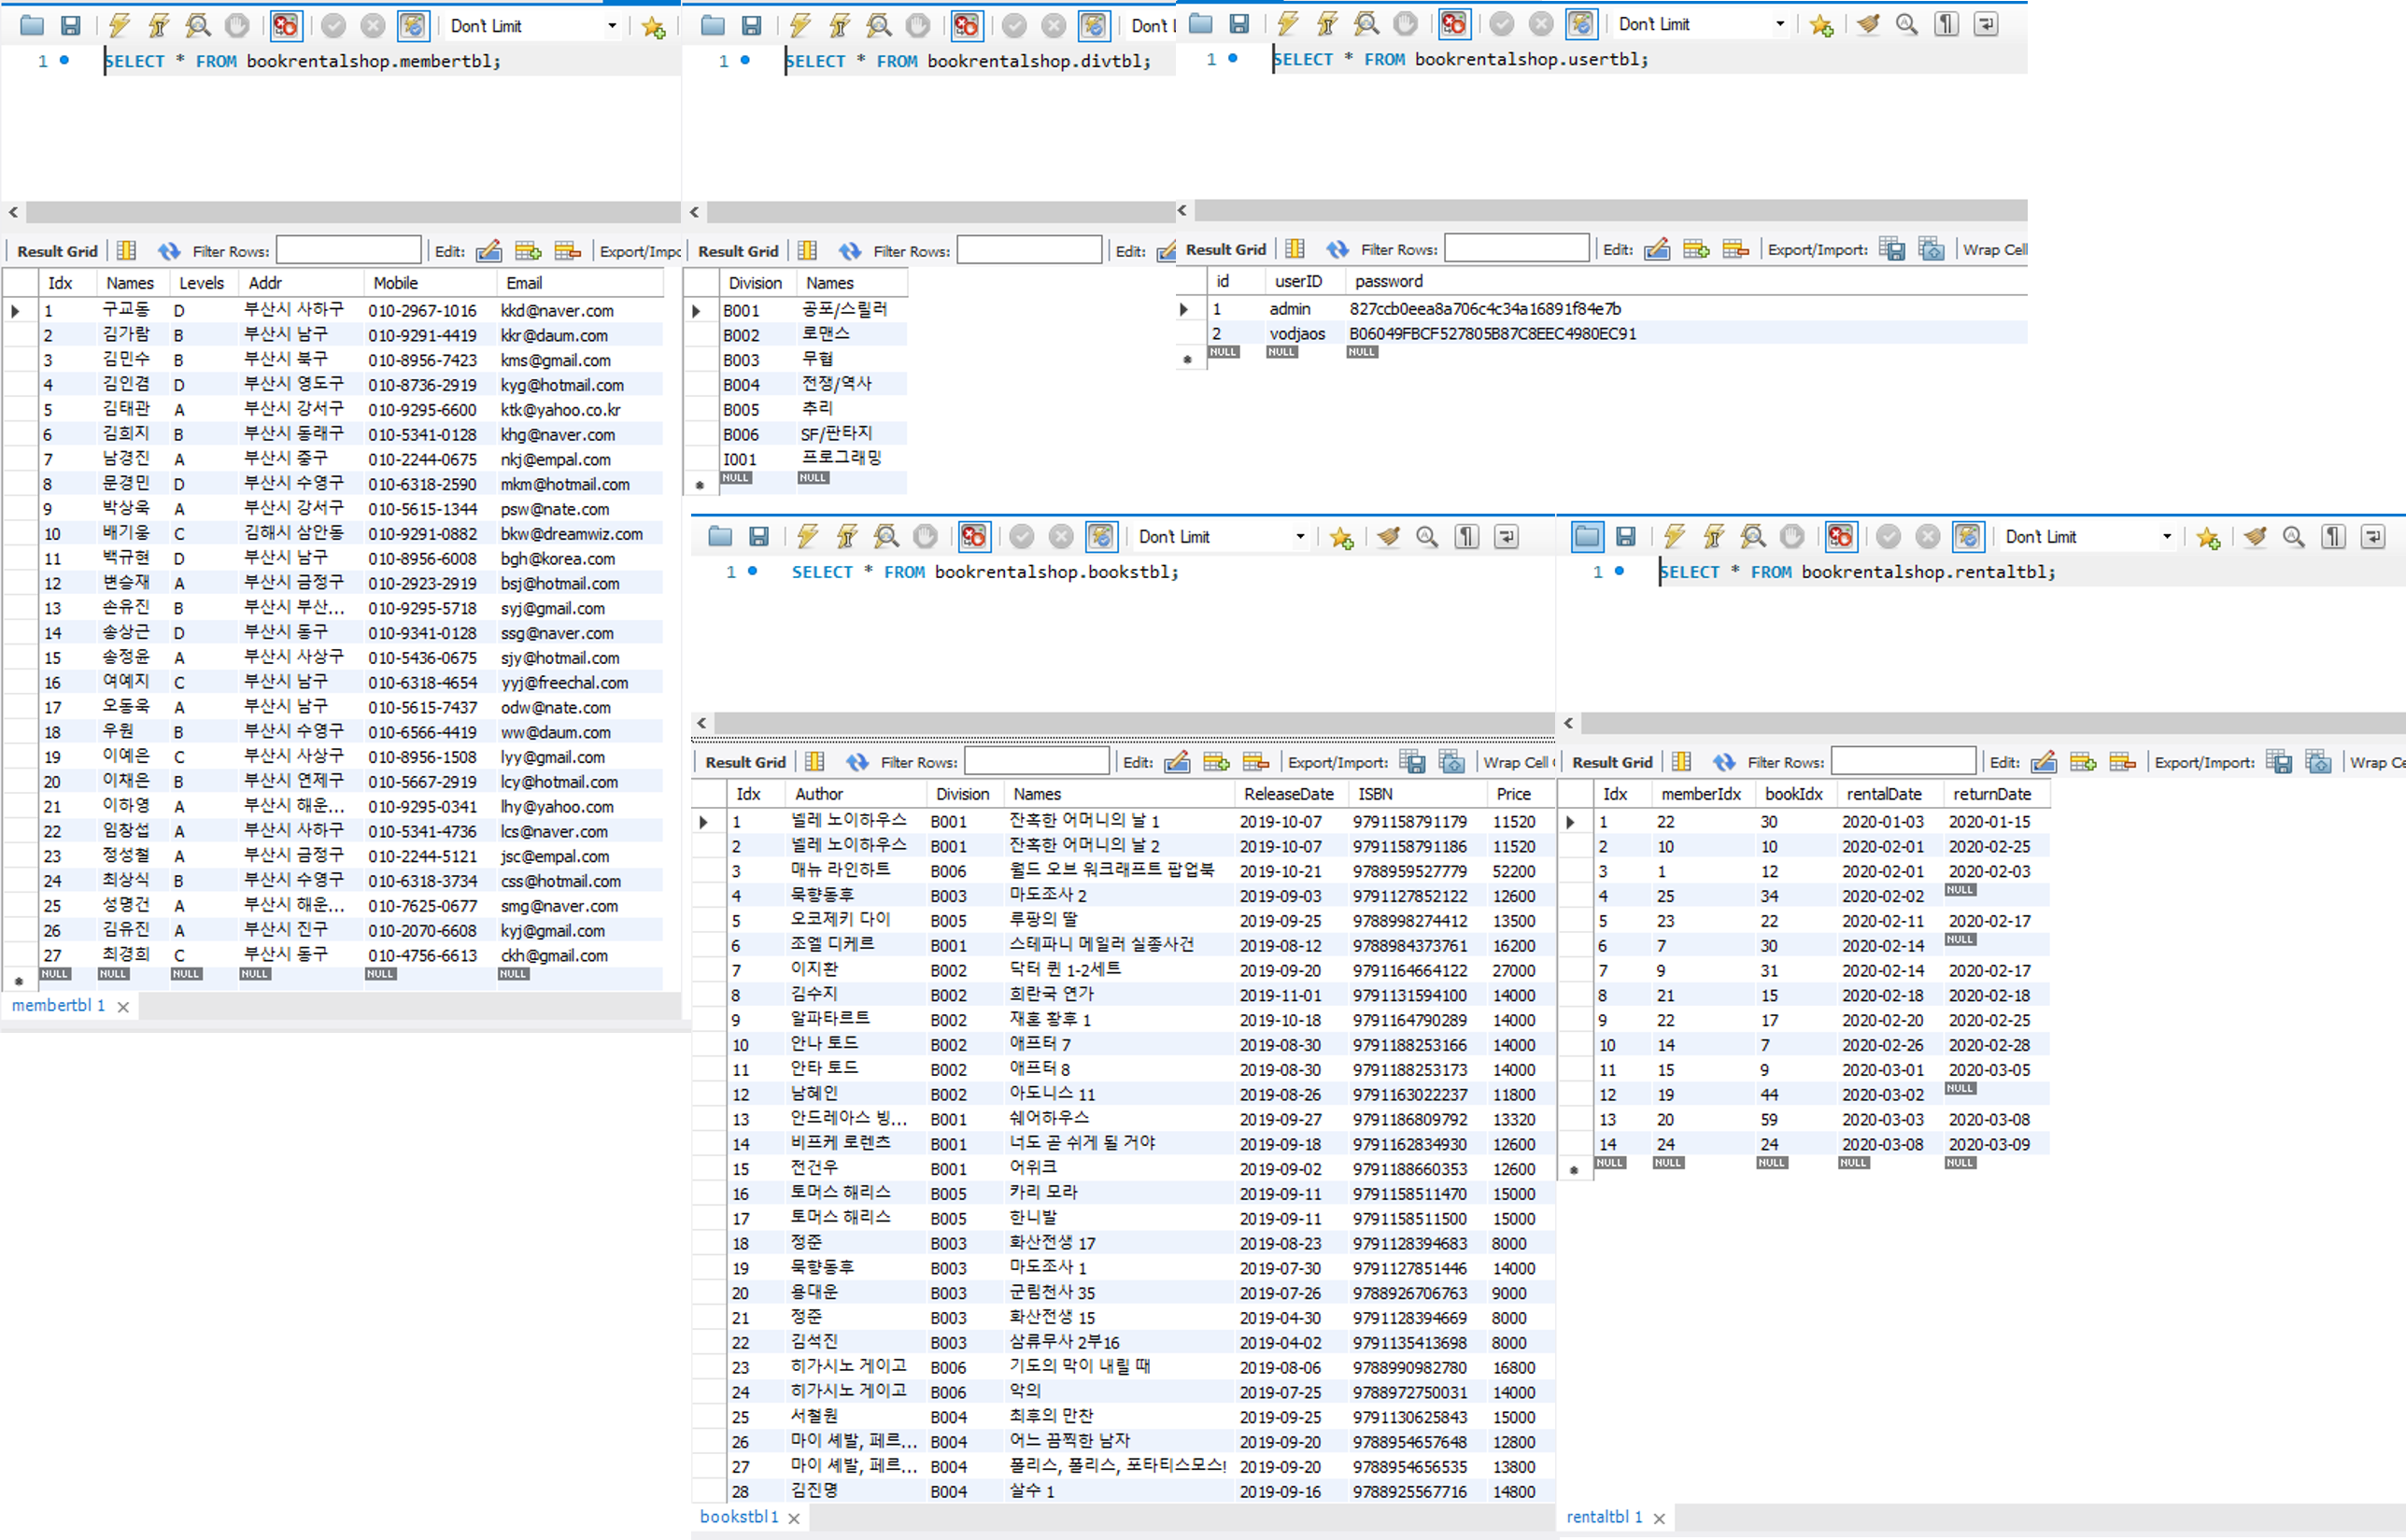 Don't Limit
1 SELECT * FROM bookrentalshop.membertbl;
Result Grid Filter Rows: Edit: Export/Impo
Idx Names Levels Addr Mobile Email
1 구교동 D 부산시 사하구 010-2967-1016 kkd@naver.com
2 김가람 B 부산시 남구 010-9291-4419 kkr@daum.com
3 김민수 B 부산시 북구 010-8956-7423 kms@gmail.com
4 김인겸 D 부산시 영도구 010-8736-2919 kyg@hotmail.com
5 김태관 A 부산시 강서구 010-9295-6600 ktk@yahoo.co.kr
6 김희지 B 부산시 동래구 010-5341-0128 khg@naver.com
7 남경진 A 부산시 중구 010-2244-0675 nkj@empal.com
8 문경민 D 부산시 수영구 010-6318-2590 mkm@hotmail.com
9 박상욱 A 부산시 강서구 010-5615-1344 psw@nate.com
10 배기웅 C 김해시 삼안동 010-9291-0882 bkw@dreamwiz.com
11 백규현 D 부산시 남구 010-8956-6008 bgh@korea.com
12 변승재 A 부산시 금정구 010-2923-2919 bsj@hotmail.com
13 손유진 B 부산시 부산... 010-9295-5718 syj@gmail.com
14 송상근 D 부산시 동구 010-9341-0128 ssg@naver.com
15 송정윤 A 부산시 사상구 010-5436-0675 sjy@hotmail.com
16 여예지 C 부산시 남구 010-6318-4654 yyj@freechal.com
17 오동욱 A 부산시 남구 010-5615-7437 odw@nate.com
18 우원 B 부산시 수영구 010-6566-4419 ww@daum.com
19 이예은 C 부산시 사상구 010-8956-1508 lyy@gmail.com
20 이채은 B 부산시 연제구 010-5667-2919 lcy@hotmail.com
21 이하영 A 부산시 해운... 010-9295-0341 lhy@yahoo.com
22 임창섭 A 부산시 사하구 010-5341-4736 lcs@naver.com
23 정성철 A 부산시 금정구 010-2244-5121 jsc@empal.com
24 최상식 B 부산시 수영구 010-6318-3734 css@hotmail.com
25 성명건 A 부산시 해운... 010-7625-0677 smg@naver.com
26 김유진 A 부산시 진구 010-2070-6608 kyj@gmail.com
27 최경희 C 부산시 동구 010-4756-6613 ckh@gmail.com
NULL NULL NULL NULL NULL NULL
membertbl 1
Don't l
1 SELECT * FROM bookrentalshop.divtbl;
Result Grid Filter Rows: Edit:
Division Names
B001 공포/스릴러
B002 로맨스
B003 무협
B004 전쟁/역사
B005 추리
B006 SF/판타지
I001 프로그래밍
NULL NULL
Don't Limit
1 SELECT * FROM bookrentalshop.usertbl;
Result Grid Filter Rows: Edit: Export/Import: Wrap Cell
id userID password
1 admin 827ccb0eea8a706c4c34a16891f84e7b
2 vodjaos B06049FBCF527805B87C8EEC4980EC91
NULL NULL NULL
Don't Limit
1 SELECT * FROM bookrentalshop.bookstbl;
Result Grid Filter Rows: Edit: Export/Import: Wrap Cell
Idx Author Division Names ReleaseDate ISBN Price
1 넬레 노이하우스 B001 잔혹한 어머니의 날 1 2019-10-07 9791158791179 11520
2 넬레 노이하우스 B001 잔혹한 어머니의 날 2 2019-10-07 9791158791186 11520
3 매뉴 라인하트 B006 월드 오브 워크래프트 팝업북 2019-10-21 9788959527779 52200
4 묵향동후 B003 마도조사 2 2019-09-03 9791127852122 12600
5 오코제키 다이 B005 루팡의 딸 2019-09-25 9788998274412 13500
6 조엘 디케르 B001 스테파니 메일러 실종사건 2019-08-12 9788984373761 16200
7 이지환 B002 닥터 퀸 1-2세트 2019-09-20 9791164664122 27000
8 김수지 B002 희란국 연가 2019-11-01 9791131594100 14000
9 알파타르트 B002 재혼 황후 1 2019-10-18 9791164790289 14000
10 안나 토드 B002 애프터 7 2019-08-30 9791188253166 14000
11 안타 토드 B002 애프터 8 2019-08-30 9791188253173 14000
12 남혜인 B002 아도니스 11 2019-08-26 9791163022237 11800
13 안드레아스 빙... B001 쉐어하우스 2019-09-27 9791186809792 13320
14 비프케 로렌츠 B001 너도 곧 쉬게 될 거야 2019-09-18 9791162834930 12600
15 전건우 B001 어위크 2019-09-02 9791188660353 12600
16 토머스 해리스 B005 카리 모라 2019-09-11 9791158511470 15000
17 토머스 해리스 B005 한니발 2019-09-11 9791158511500 15000
18 정준 B003 화산전생 17 2019-08-23 9791128394683 8000
19 묵향동후 B003 마도조사 1 2019-07-30 9791127851446 14000
20 용대운 B003 군림천사 35 2019-07-26 9788926706763 9000
21 정준 B003 화산전생 15 2019-04-30 9791128394669 8000
22 김석진 B003 삼류무사 2부16 2019-04-02 9791135413698 8000
23 히가시노 게이고 B006 기도의 막이 내릴 때 2019-08-06 9788990982780 16800
24 히가시노 게이고 B006 악의 2019-07-25 9788972750031 14000
25 서철원 B004 최후의 만찬 2019-09-25 9791130625843 15000
26 마이 셰발, 페르... B004 어느 끔찍한 남자 2019-09-20 9788954657648 12800
27 마이 셰발, 페르... B004 폴리스, 폴리스, 포타티스모스! 2019-09-20 9788954656535 13800
28 김진명 B004 살수 1 2019-09-16 9788925567716 14800
bookstbl 1
Don't Limit
1 SELECT * FROM bookrentalshop.rentaltbl;
Result Grid Filter Rows: Edit: Export/Import: Wrap Ce
Idx memberIdx bookIdx rentalDate returnDate
1 22 30 2020-01-03 2020-01-15
2 10 10 2020-02-01 2020-02-25
3 1 12 2020-02-01 2020-02-03
4 25 34 2020-02-02 NULL
5 23 22 2020-02-11 2020-02-17
6 7 30 2020-02-14 NULL
7 9 31 2020-02-14 2020-02-17
8 21 15 2020-02-18 2020-02-18
9 22 17 2020-02-20 2020-02-25
10 14 7 2020-02-26 2020-02-28
11 15 9 2020-03-01 2020-03-05
12 19 44 2020-03-02 NULL
13 20 59 2020-03-03 2020-03-08
14 24 24 2020-03-08 2020-03-09
NULL NULL NULL NULL NULL
rentaltbl 1